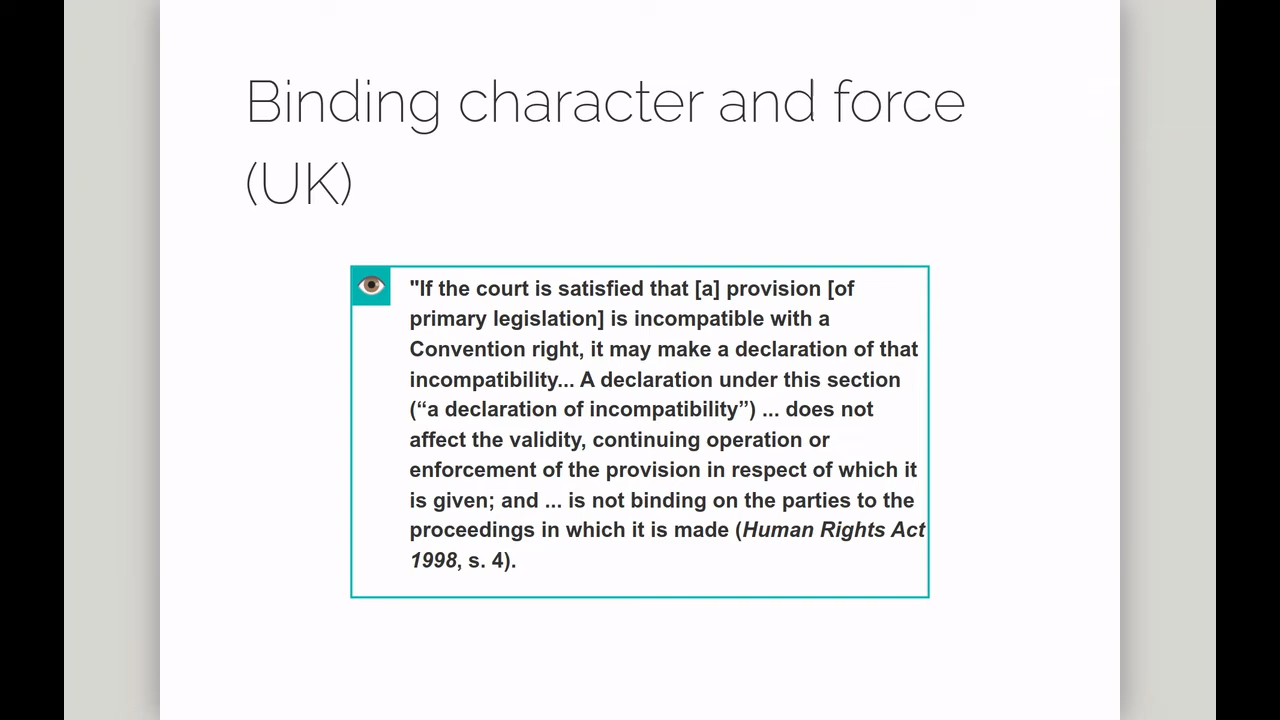 Binding character and force
(UK)
"If the court is satisfied that [a] provision [of
primary legislation] is incompatible with a
Convention right, it may make a declaration of that
incompatibility... A declaration under this section
(“a declaration of incompatibility”) ... does not
affect the validity, continuing operation or
enforcement of the provision in respect of which it
is given; and ... is not binding on the parties to the
proceedings in which it is made (Human Rights Act
1998, s. 4).